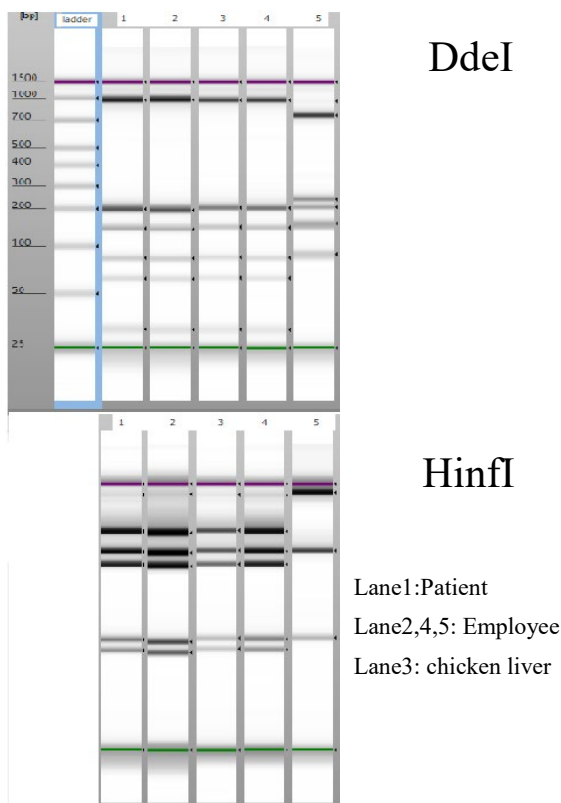 [bp] ladder 1 2 3 4 5
DdeI
1500
1000
700
500
400
300
200
100
50
25
1 2 3 4 5
HinfI
Lane1:Patient
Lane2,4,5: Employee
Lane3: chicken liver